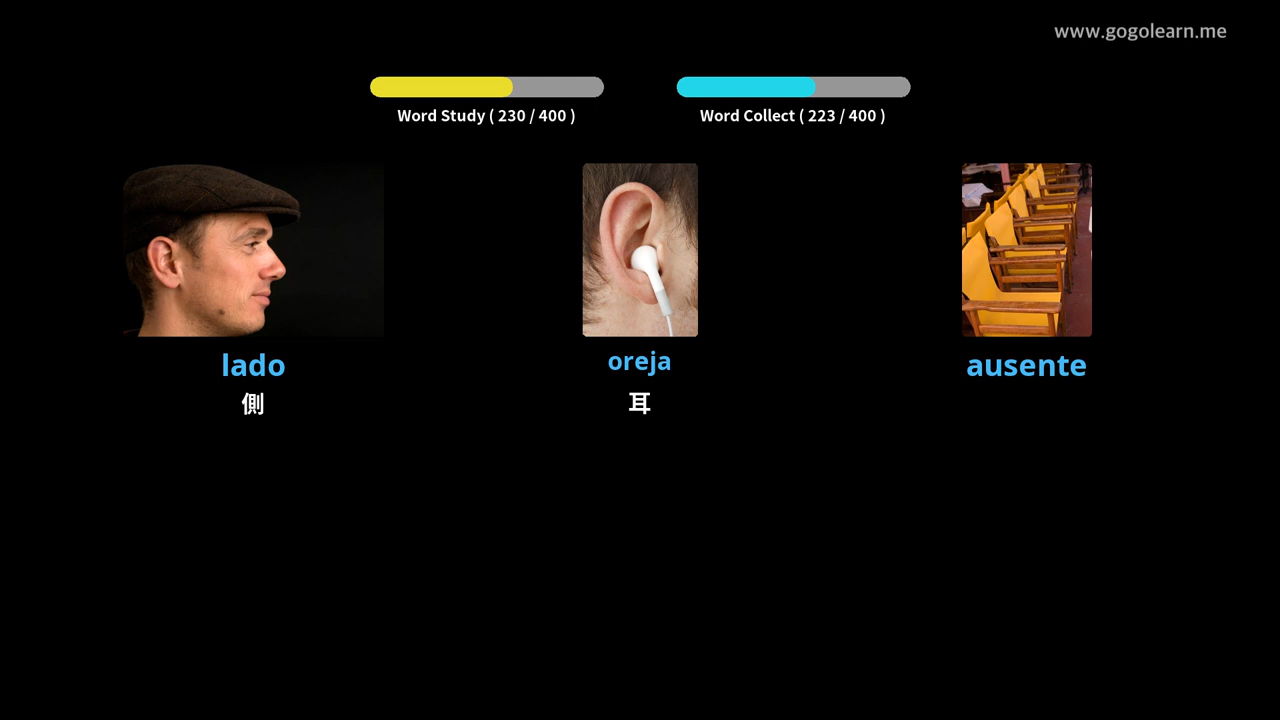 www.gogolearn.me
Word Study ( 230 / 400 )
Word Collect ( 223 / 400 )
lado
oreja
ausente
側
耳